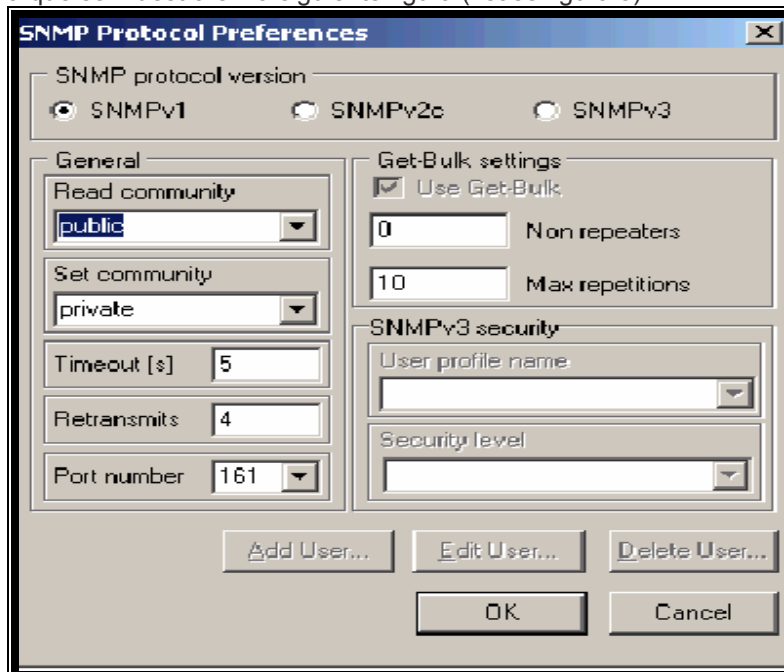 SNMP Protocol Preferences
SNMP protocol version
SNMPv1 SNMPv2c SNMPv3
General
Read community
public
Set community
private
Timeout [s] 5
Retransmits 4
Port number 161
Get-Bulk settings
Use Get-Bulk
0 Non repeaters
10 Max repetitions
SNMPv3 security
User profile name
Security level
Add User... Edit User... Delete User...
OK Cancel